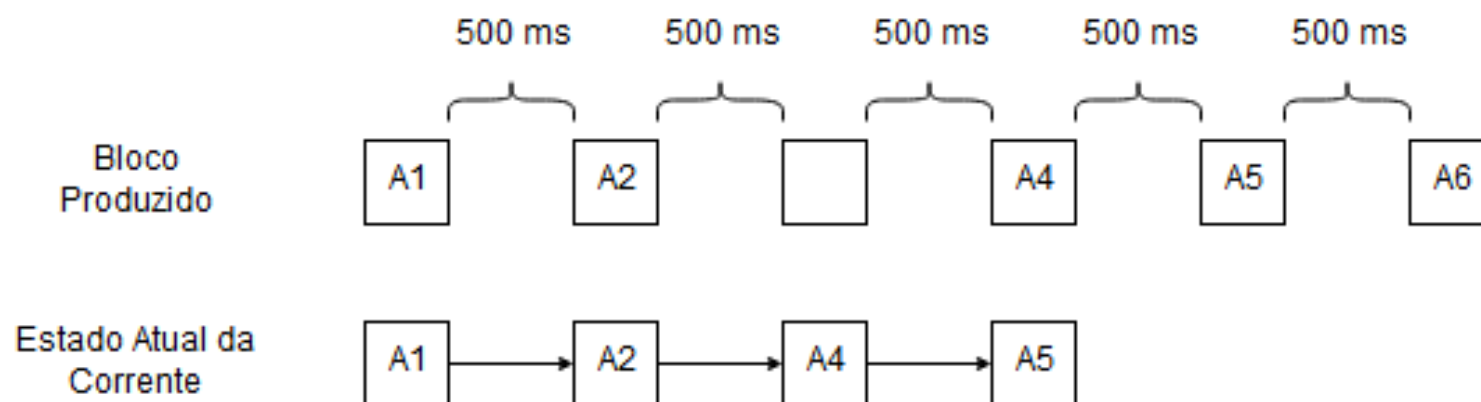 500 ms 500 ms 500 ms 500 ms 500 ms
Bloco
Produzido
A1 A2 A4 A5 A6
Estado Atual da
Corrente
A1 A2 A4 A5